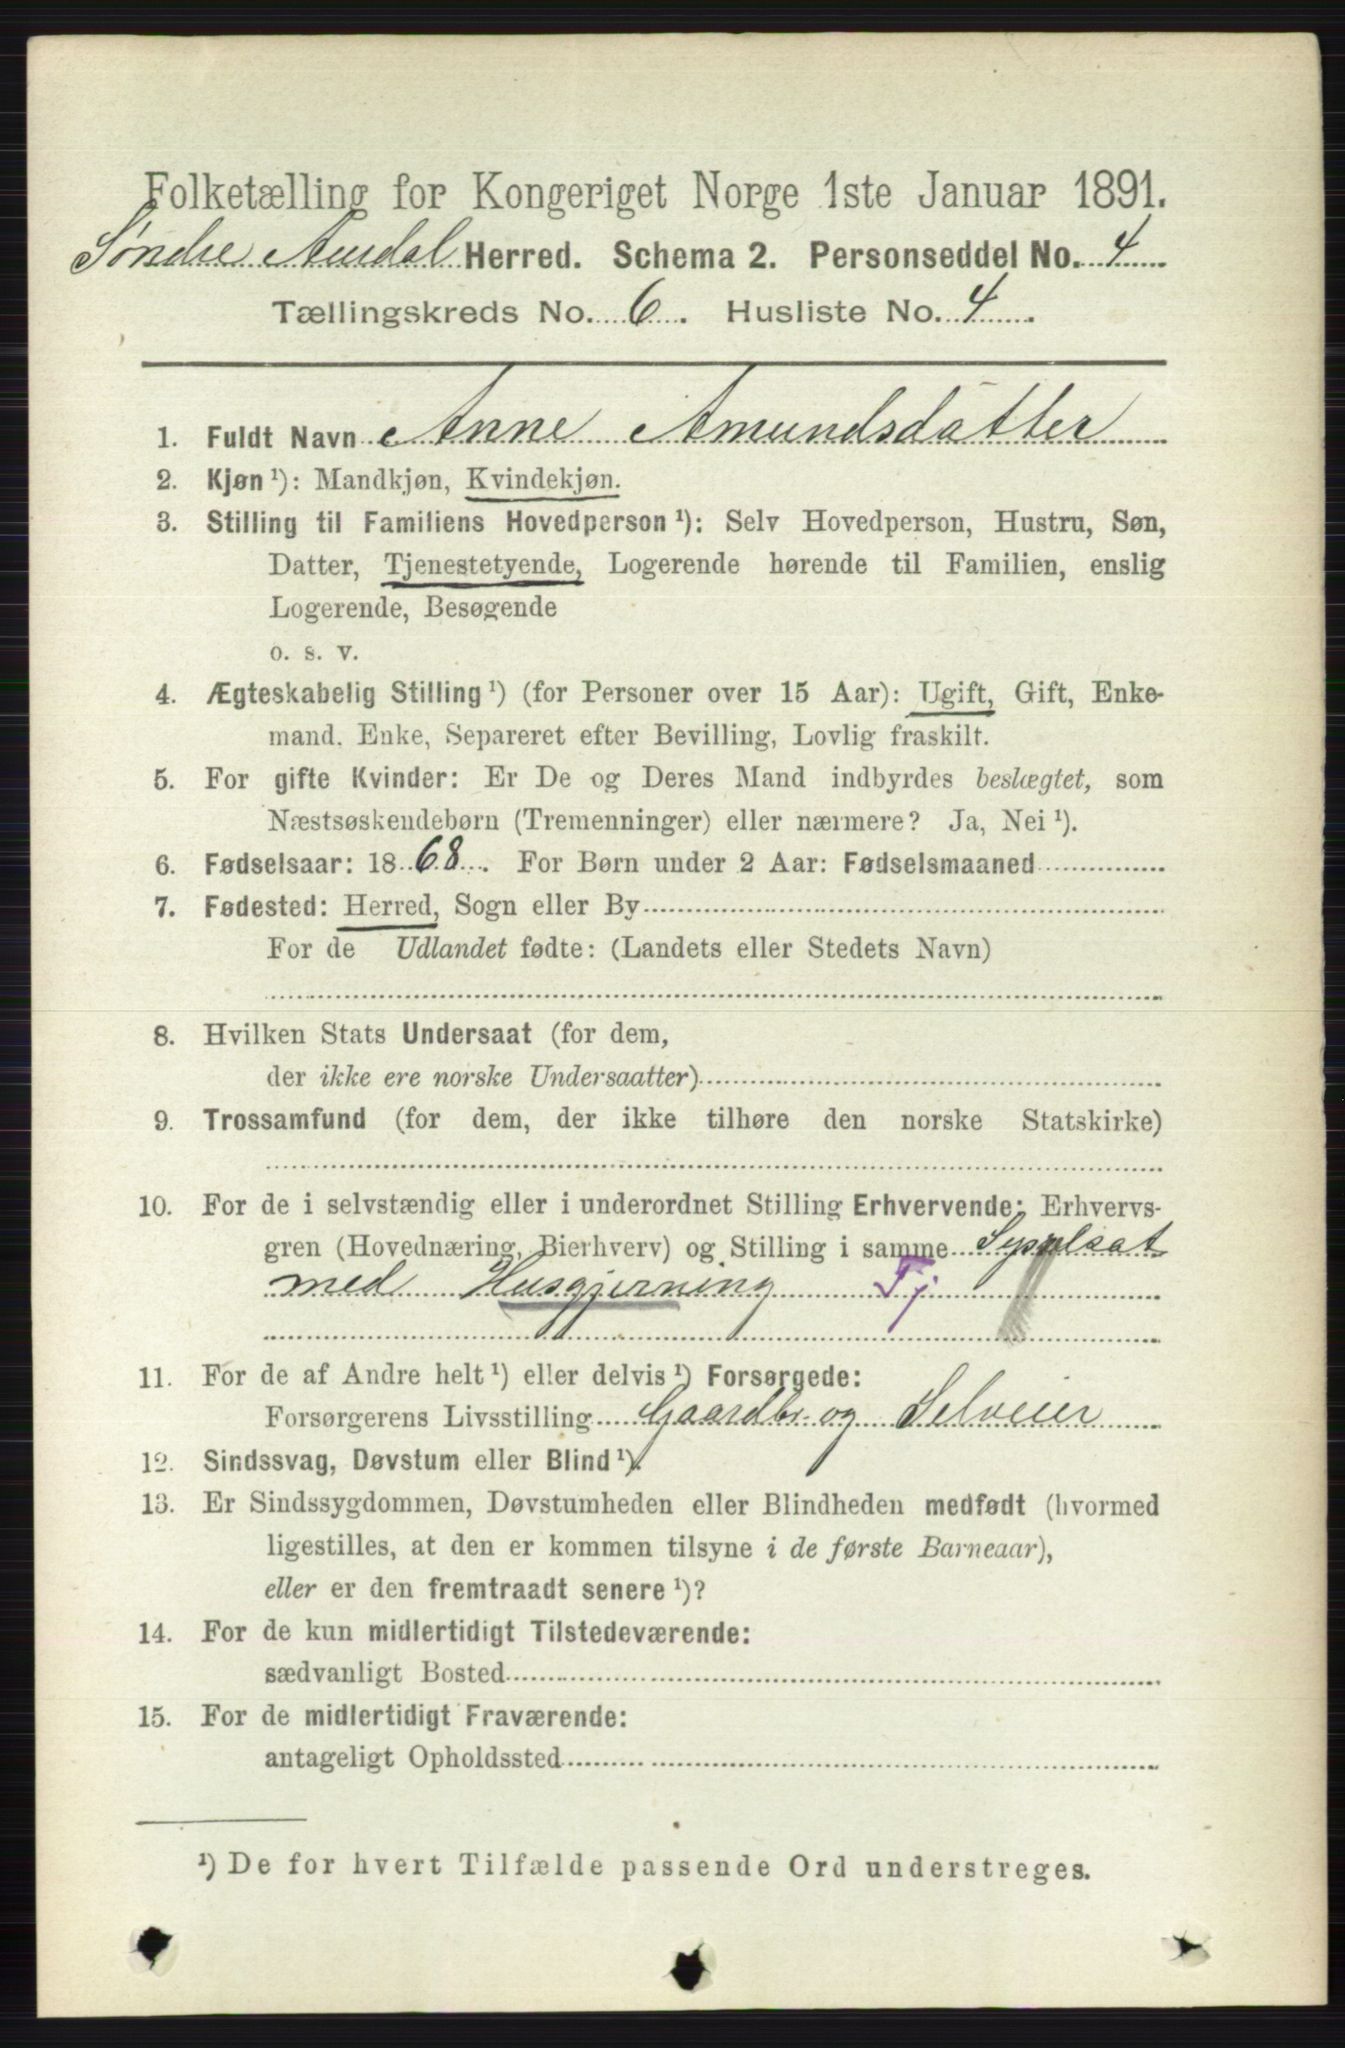 Folketælling for Kongeriget Norge 1ste Januar 1891.
Søndre Aurdal Herred. Schema 2. Personseddel No. 4
Tællingskreds No. 6. Husliste No. 4
1. Fuldt Navn Anne Amundsdatter
2. Kjøn ¹): Mandkjøn, Kvindekjøn.
3. Stilling til Familiens Hovedperson ¹): Selv Hovedperson, Hustru, Søn,
Datter, Tjenestetyende, Logerende hørende til Familien, enslig
Logerende, Besøgende
o. s. v.
4. Ægteskabelig Stilling ¹) (for Personer over 15 Aar): Ugift, Gift, Enke-
mand, Enke, Separeret efter Bevilling, Lovlig fraskilt.
5. For gifte Kvinder: Er De og Deres Mand indbyrdes beslægtet, som
Næstsøskendebørn (Tremenninger) eller nærmere? Ja, Nei ¹).
6. Fødselsaar: 1868. For Børn under 2 Aar: Fødselsmaaned
7. Fødested: Herred, Sogn eller By
For de Udlandet fødte: (Landets eller Stedets Navn)
8. Hvilken Stats Undersaat (for dem,
der ikke ere norske Undersaatter)
9. Trossamfund (for dem, der ikke tilhøre den norske Statskirke)
10. For de i selvstændig eller i underordnet Stilling Erhvervende: Erhvervs-
gren (Hovednæring, Bierhverv) og Stilling i samme Sysselsat
med Husgjerning Tj
11. For de af Andre helt ¹) eller delvis ¹) Forsørgede:
Forsørgerens Livsstilling Gaardbr. og Selveier
12. Sindssvag, Døvstum eller Blind ¹).
13. Er Sindssygdommen, Døvstumheden eller Blindheden medfødt (hvormed
ligestilles, at den er kommen tilsyne i de første Barneaar),
eller er den fremtraadt senere ¹)?
14. For de kun midlertidigt Tilstedeværende:
sædvanligt Bosted
15. For de midlertidigt Fraværende:
antageligt Opholdssted
¹) De for hvert Tilfælde passende Ord understreges.